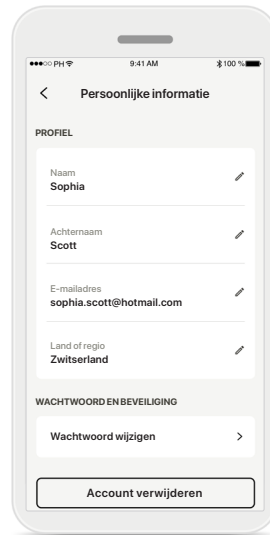 ●●●○○ PH 9:41 AM 100 %
Persoonlijke informatie
PROFIEL
Naam
Sophia
Achternaam
Scott
E-mailadres
sophia.scott@hotmail.com
Land of regio
Zwitserland
WACHTWOORD EN BEVEILIGING
Wachtwoord wijzigen
Account verwijderen